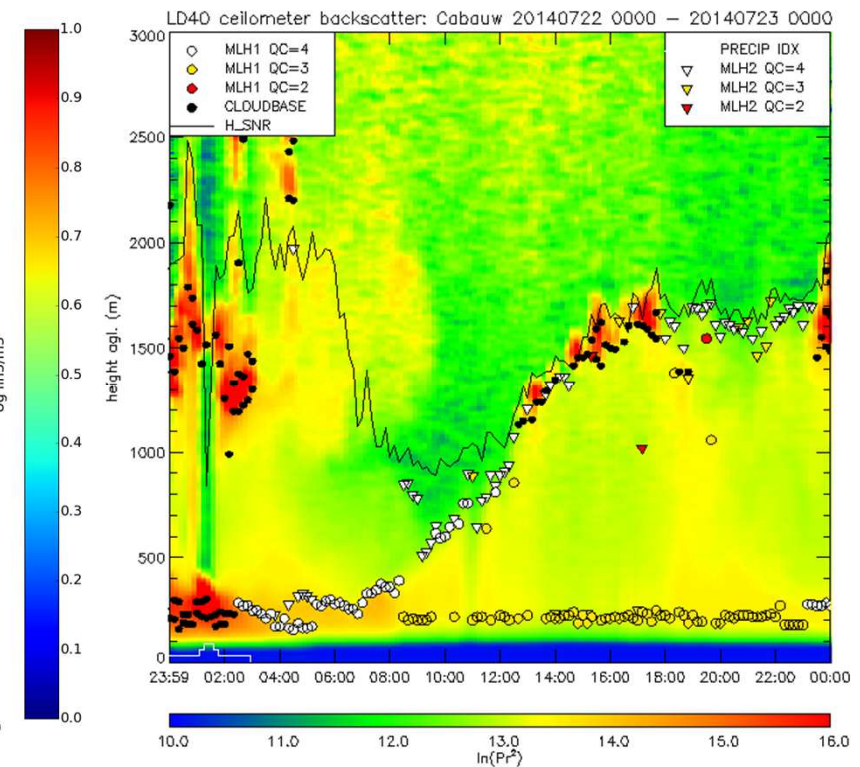 LD40 ceilometer backscatter: Cabauw 20140722 0000 – 20140723 0000
MLH1 QC=4
MLH1 QC=3
MLH1 QC=2
CLOUDBASE
H_SNR
PRECIP IDX
MLH2 QC=4
MLH2 QC=3
MLH2 QC=2
1.0
0.9
0.8
0.7
0.6
0.5
0.4
0.3
0.2
0.1
0.0
height agl. (m)
3000
2500
2000
1500
1000
500
0
23:59 02:00 04:00 06:00 08:00 10:00 12:00 14:00 16:00 18:00 20:00 22:00 00:00
10.0 11.0 12.0 13.0 14.0 15.0 16.0
ln(Pr²)